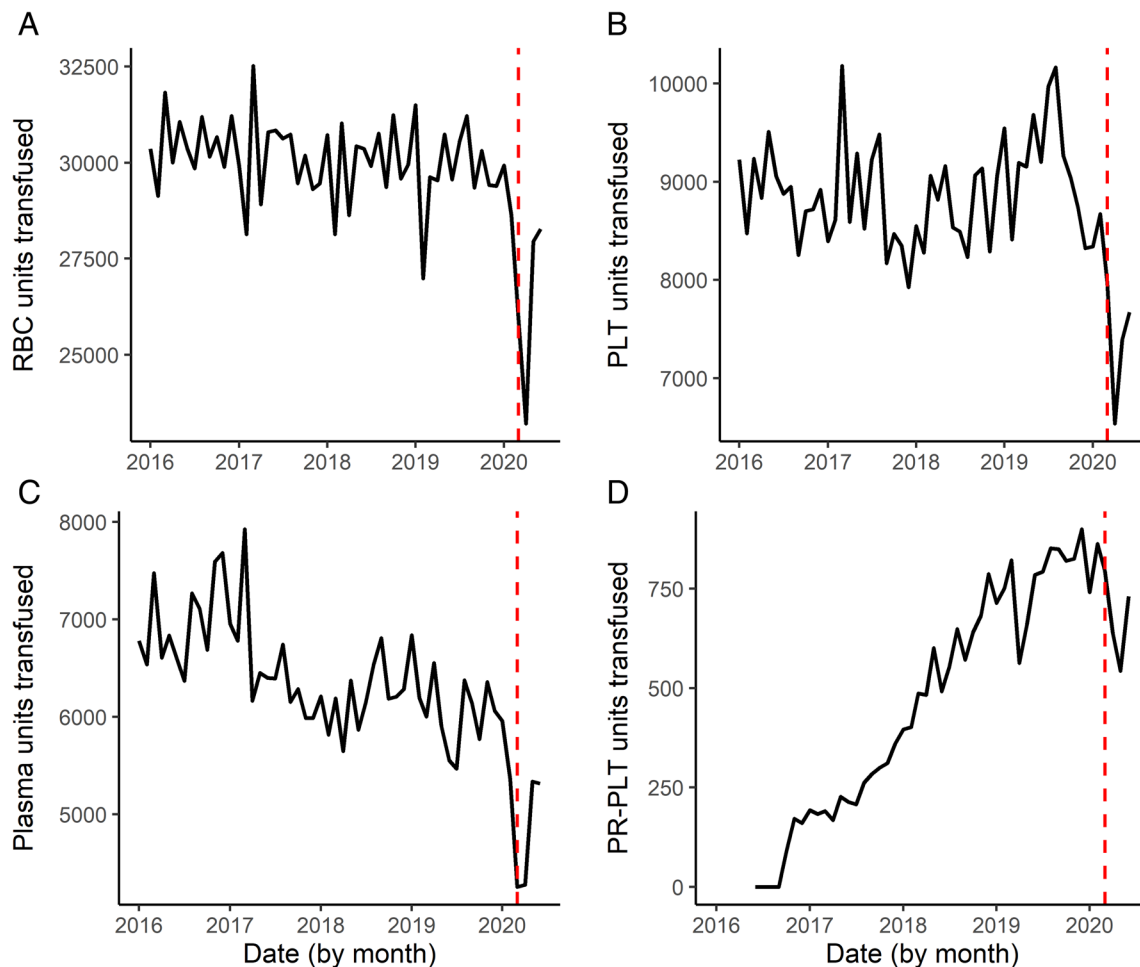 A
RBC units transfused
32500
30000
27500
25000
2016 2017 2018 2019 2020
B
PLT units transfused
10000
9000
8000
7000
2016 2017 2018 2019 2020
C
Plasma units transfused
8000
7000
6000
5000
2016 2017 2018 2019 2020
Date (by month)
D
PR-PLT units transfused
750
500
250
0
2016 2017 2018 2019 2020
Date (by month)